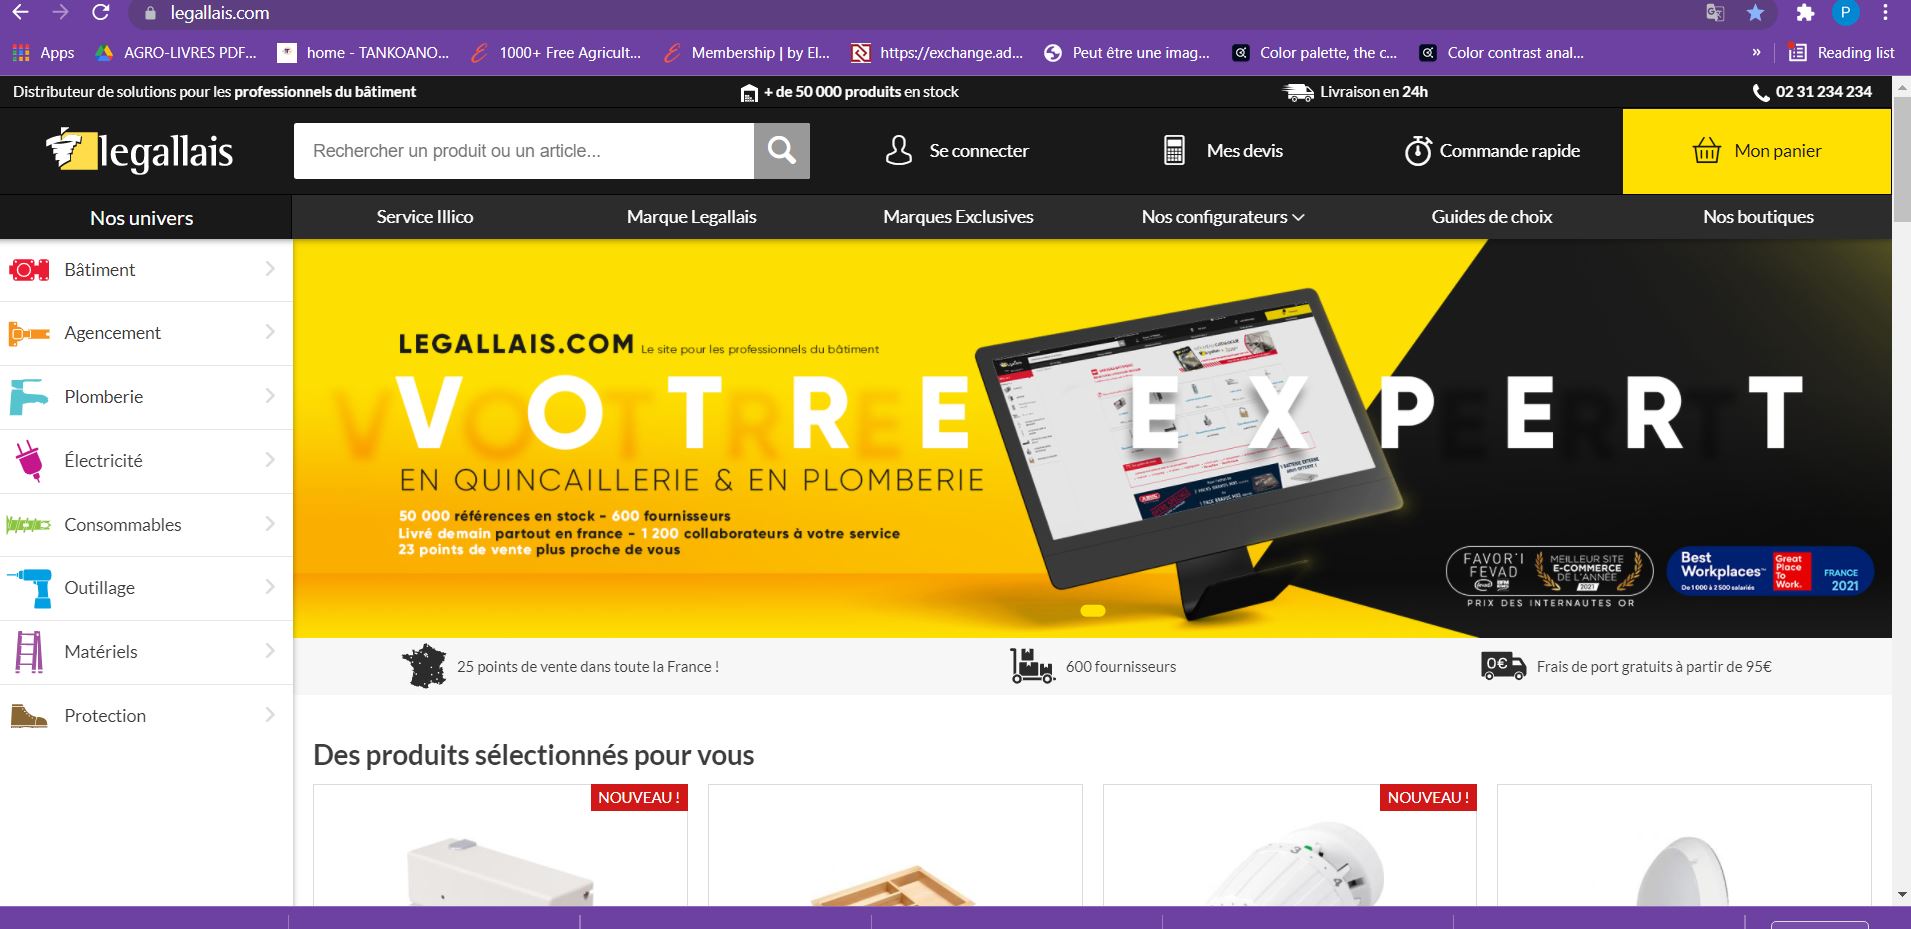 legallais.com
P
Apps
AGRO-LIVRES PDF...
home - TANKOANO...
1000+ Free Agricult...
Membership | by El...
https://exchange.ad...
Peut être une imag...
Color palette, the c...
Color contrast anal...
»
Reading list
Distributeur de solutions pour les professionnels du bâtiment
+ de 50 000 produits en stock
Livraison en 24h
02 31 234 234
legallais
Rechercher un produit ou un article...
Se connecter
Mes devis
Commande rapide
Mon panier
Nos univers
Service Illico
Marque Legallais
Marques Exclusives
Nos configurateurs
Guides de choix
Nos boutiques
Bâtiment
Agencement
Plomberie
Électricité
Consommables
Outillage
Matériels
Protection
LEGALLAIS.COM Le site pour les professionnels du bâtiment
VOTRE EXPERT
EN QUINCAILLERIE & EN PLOMBERIE
50 000 références en stock - 600 fournisseurs
Livré demain partout en france - 1 200 collaborateurs à votre service
23 points de vente plus proche de vous
FAVOR'I
FEVAD
MEILLEUR SITE
E-COMMERCE
DE L'ANNÉE
2021
PRIX DES INTERNAUTES OR
Best
Workplaces™
De 1 000 à 2 500 salariés
Great
Place
To
Work.
FRANCE
2021
25 points de vente dans toute la France !
600 fournisseurs
0€
Frais de port gratuits à partir de 95€
Des produits sélectionnés pour vous
NOUVEAU !
NOUVEAU !
3
4